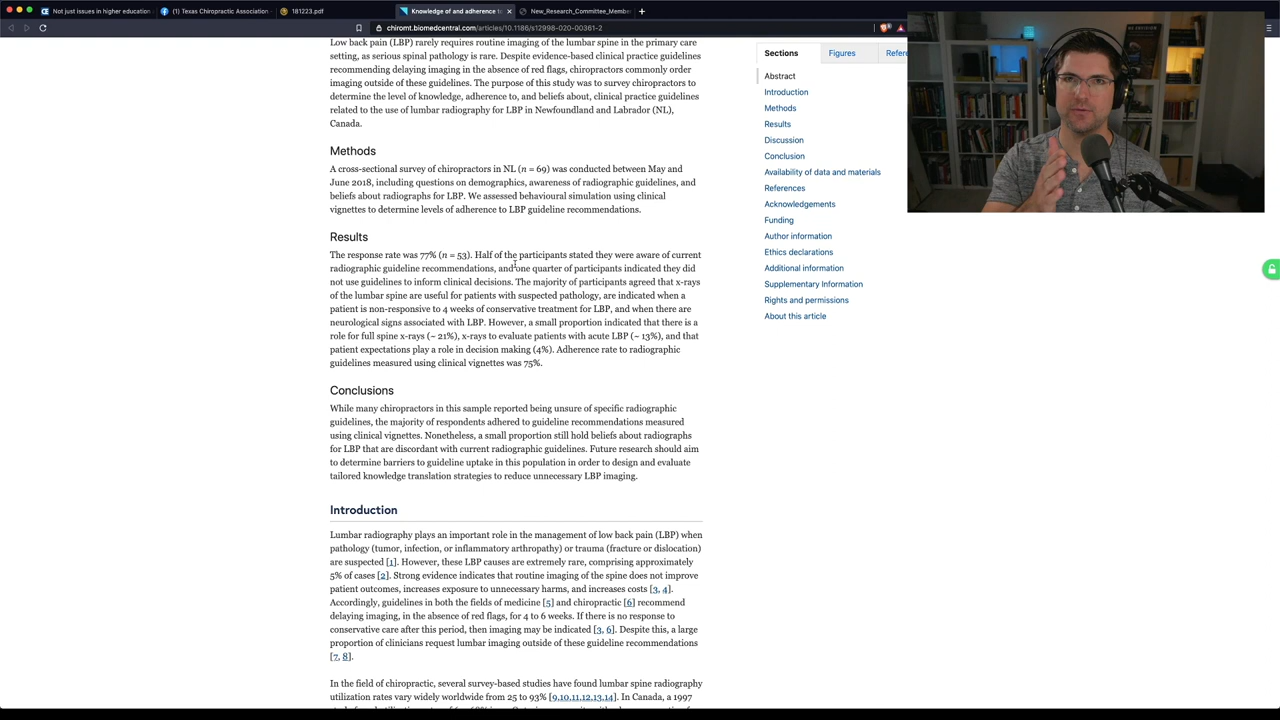 Not just issues in higher education
(1) Texas Chiropractic Association
181223.pdf
Knowledge of and adherence t
New_Research_Committee_Membe
chiromt.biomedcentral.com/articles/10.1186/s12998-020-00361-2
Low back pain (LBP) rarely requires routine imaging of the lumbar spine in the primary care
setting, as serious spinal pathology is rare. Despite evidence-based clinical practice guidelines
recommending delaying imaging in the absence of red flags, chiropractors commonly order
imaging outside of these guidelines. The purpose of this study was to survey chiropractors to
determine the level of knowledge, adherence to, and beliefs about, clinical practice guidelines
related to the use of lumbar radiography for LBP in Newfoundland and Labrador (NL),
Canada.
Methods
A cross-sectional survey of chiropractors in NL (n = 69) was conducted between May and
June 2018, including questions on demographics, awareness of radiographic guidelines, and
beliefs about radiographs for LBP. We assessed behavioural simulation using clinical
vignettes to determine levels of adherence to LBP guideline recommendations.
Results
The response rate was 77% (n = 53). Half of the participants stated they were aware of current
radiographic guideline recommendations, and one quarter of participants indicated they did
not use guidelines to inform clinical decisions. The majority of participants agreed that x-rays
of the lumbar spine are useful for patients with suspected pathology, are indicated when a
patient is non-responsive to 4 weeks of conservative treatment for LBP, and when there are
neurological signs associated with LBP. However, a small proportion indicated that there is a
role for full spine x-rays (~ 21%), x-rays to evaluate patients with acute LBP (~ 13%), and that
patient expectations play a role in decision making (4%). Adherence rate to radiographic
guidelines measured using clinical vignettes was 75%.
Conclusions
While many chiropractors in this sample reported being unsure of specific radiographic
guidelines, the majority of respondents adhered to guideline recommendations measured
using clinical vignettes. Nonetheless, a small proportion still hold beliefs about radiographs
for LBP that are discordant with current radiographic guidelines. Future research should aim
to determine barriers to guideline uptake in this population in order to design and evaluate
tailored knowledge translation strategies to reduce unnecessary LBP imaging.
Introduction
Lumbar radiography plays an important role in the management of low back pain (LBP) when
pathology (tumor, infection, or inflammatory arthropathy) or trauma (fracture or dislocation)
are suspected [1]. However, these LBP causes are extremely rare, comprising approximately
5% of cases [2]. Strong evidence indicates that routine imaging of the spine does not improve
patient outcomes, increases exposure to unnecessary harms, and increases costs [3, 4].
Accordingly, guidelines in both the fields of medicine [5] and chiropractic [6] recommend
delaying imaging, in the absence of red flags, for 4 to 6 weeks. If there is no response to
conservative care after this period, then imaging may be indicated [3, 6]. Despite this, a large
proportion of clinicians request lumbar imaging outside of these guideline recommendations
[7, 8].
In the field of chiropractic, several survey-based studies have found lumbar spine radiography
utilization rates vary widely worldwide from 25 to 93% [9,10,11,12,13,14]. In Canada, a 1997
Sections
Figures
Refer
Abstract
Introduction
Methods
Results
Discussion
Conclusion
Availability of data and materials
References
Acknowledgements
Funding
Author information
Ethics declarations
Additional information
Supplementary Information
Rights and permissions
About this article